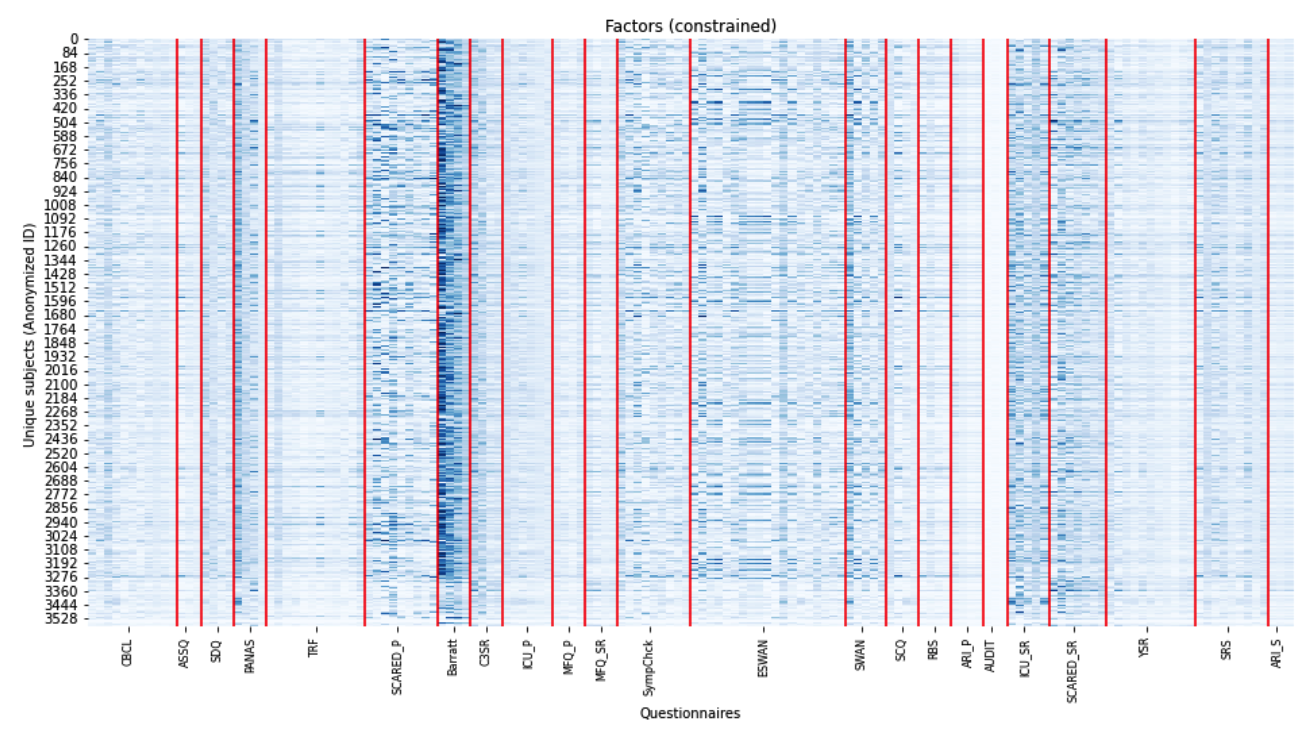 Factors (constrained)
0
84
168
252
336
420
504
588
672
756
840
924
1008
1092
1176
1260
1344
1428
1512
1596
1680
1764
1848
1932
2016
2100
2184
2268
2352
2436
2520
2604
2688
2772
2856
2940
3024
3108
3192
3276
3360
3444
3528
Unique subjects (Anonymized ID)
CBCL
ASSQ
SDQ
PANAS
TRF
SCARED_P
Barratt
C3SR
ICU_P
MFQ_P
MFQ_SR
SympChck
ESWAN
SWAN
SCQ
RBS
ARI_P
AUDIT
ICU_SR
SCARED_SR
YSR
SRS
ARI_S
Questionnaires